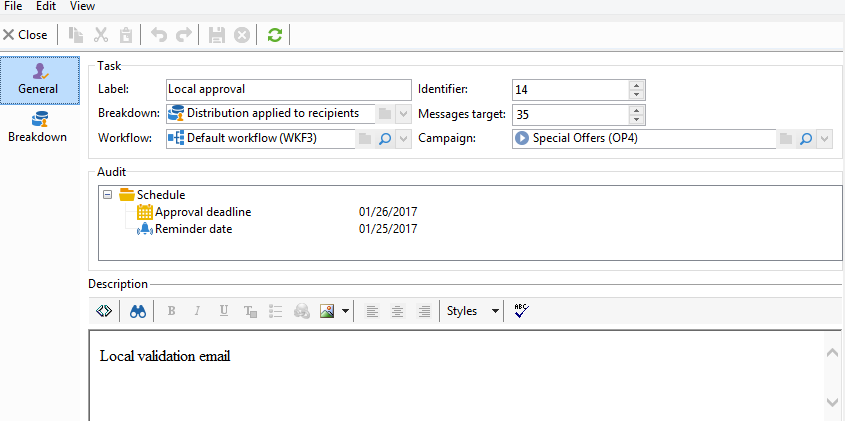 File Edit View
Close
General
Breakdown
Task
Label: Local approval Identifier: 14
Breakdown: Distribution applied to recipients Messages target: 35
Workflow: Default workflow (WKF3) Campaign: Special Offers (OP4)
Audit
Schedule
Approval deadline 01/26/2017
Reminder date 01/25/2017
Description
B I U T Styles ABC
Local validation email